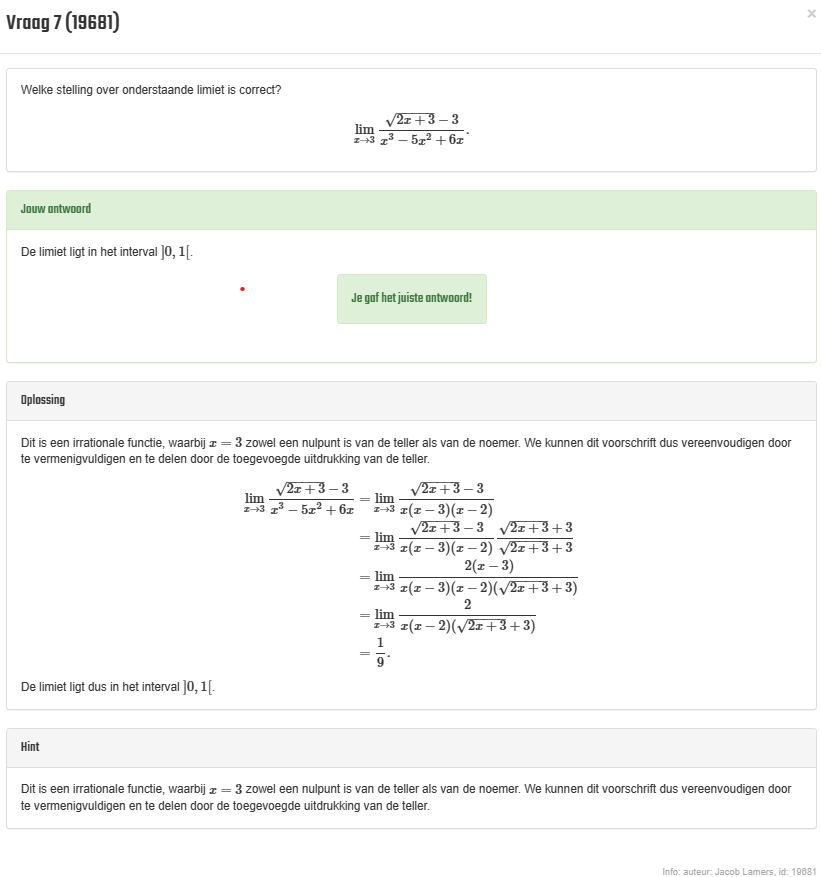 ×
Vraag 7 (19681)
Welke stelling over onderstaande limiet is correct?
lim_{x→3} \frac{\sqrt{2x+3} − 3}{x^3 − 5x^2 + 6x}.
Jouw antwoord
De limiet ligt in het interval ]0, 1[.
Je gaf het juiste antwoord!
Oplossing
Dit is een irrationale functie, waarbij x = 3 zowel een nulpunt is van de teller als van de noemer. We kunnen dit voorschrift dus vereenvoudigen door
te vermenigvuldigen en te delen door de toegevoegde uitdrukking van de teller.
lim_{x→3} \frac{\sqrt{2x+3} − 3}{x^3 − 5x^2 + 6x} = lim_{x→3} \frac{\sqrt{2x+3} − 3}{x(x − 3)(x − 2)}
= lim_{x→3} \frac{\sqrt{2x+3} − 3}{x(x − 3)(x − 2)} \frac{\sqrt{2x+3} + 3}{\sqrt{2x+3} + 3}
= lim_{x→3} \frac{2(x − 3)}{x(x − 3)(x − 2)(\sqrt{2x+3} + 3)}
= lim_{x→3} \frac{2}{x(x − 2)(\sqrt{2x+3} + 3)}
= \frac{1}{9}.
De limiet ligt dus in het interval ]0, 1[.
Hint
Dit is een irrationale functie, waarbij x = 3 zowel een nulpunt is van de teller als van de noemer. We kunnen dit voorschrift dus vereenvoudigen door
te vermenigvuldigen en te delen door de toegevoegde uitdrukking van de teller.
Info: auteur: Jacob Lamers, id: 19681